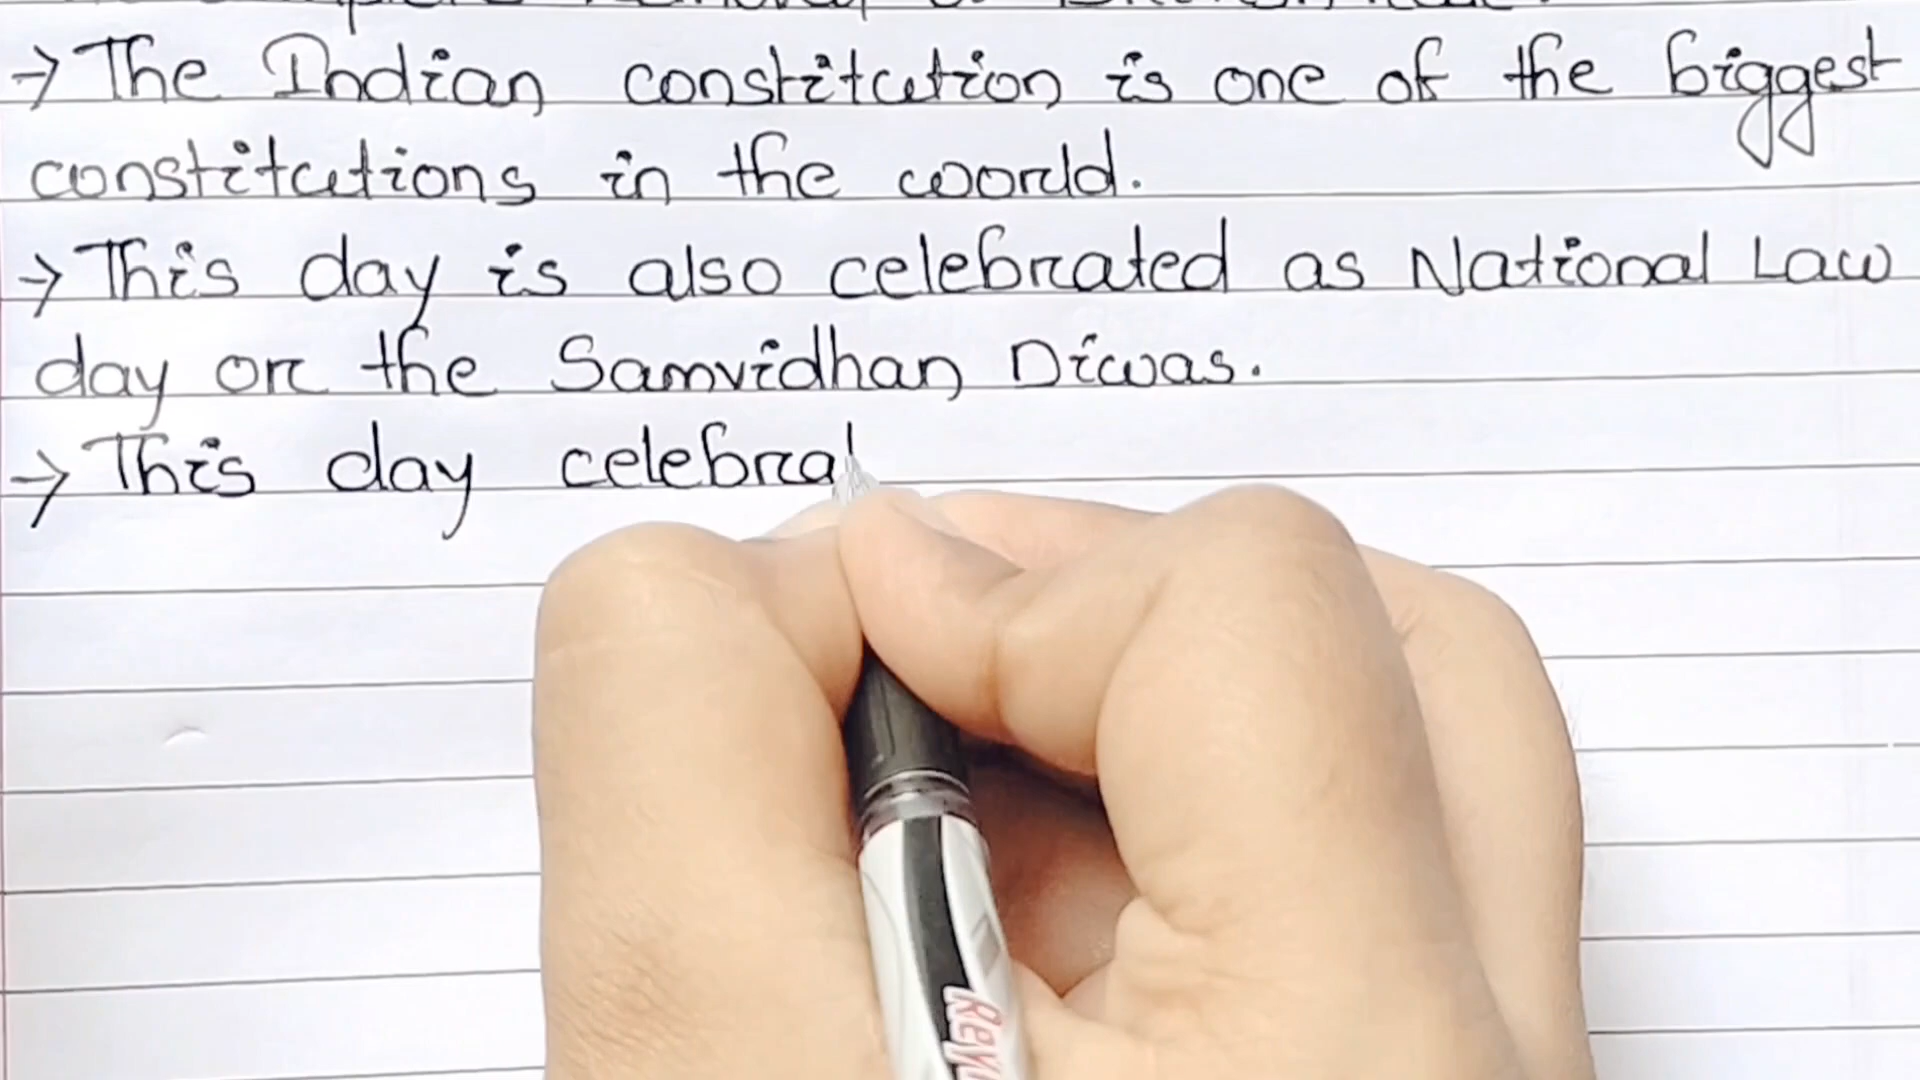 → The Indian constitution is one of the biggest
constitutions in the world.
→ This day is also celebrated as National Law
day or the Samvidhan Diwas.
→ This day celebrat